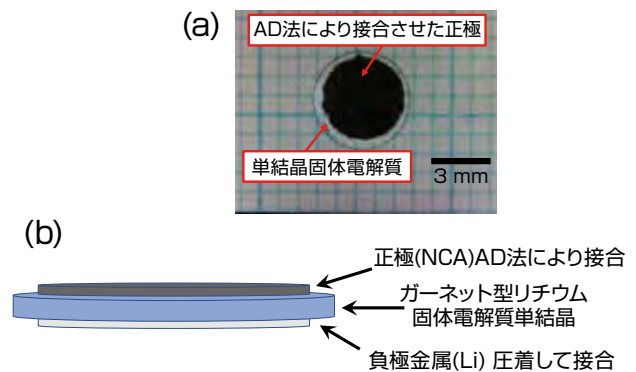 (a)
AD法により接合させた正極
単結晶固体電解質
3 mm
(b)
正極(NCA)AD法により接合
ガーネット型リチウム
固体電解質単結晶
負極金属(Li) 圧着して接合